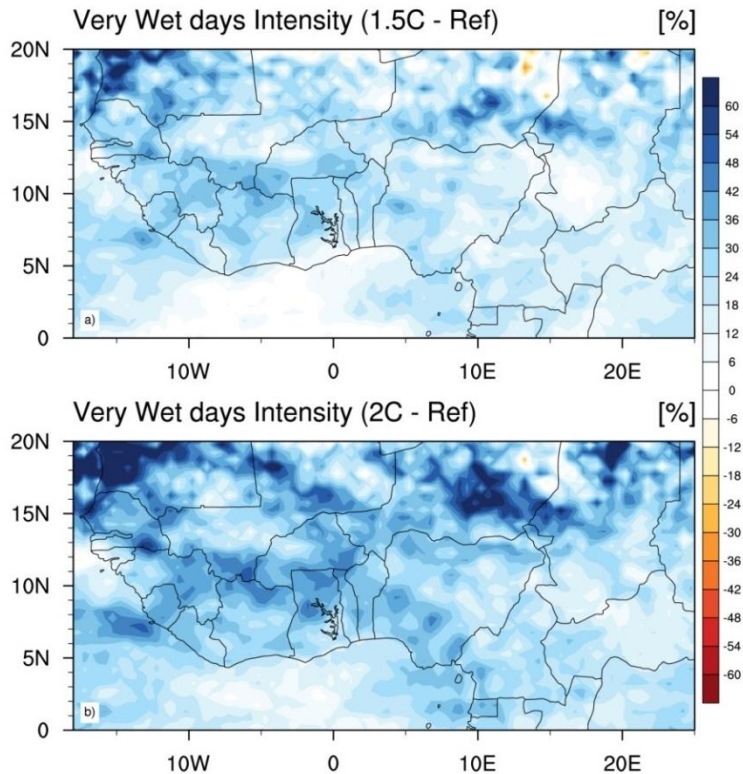 Very Wet days Intensity (1.5C - Ref) [%]
20N
15N
10N
5N
0
a)
10W 0 10E 20E
Very Wet days Intensity (2C - Ref) [%]
20N
15N
10N
5N
0
b)
10W 0 10E 20E
60
54
48
42
36
30
24
18
12
6
0
-6
-12
-18
-24
-30
-36
-42
-48
-54
-60